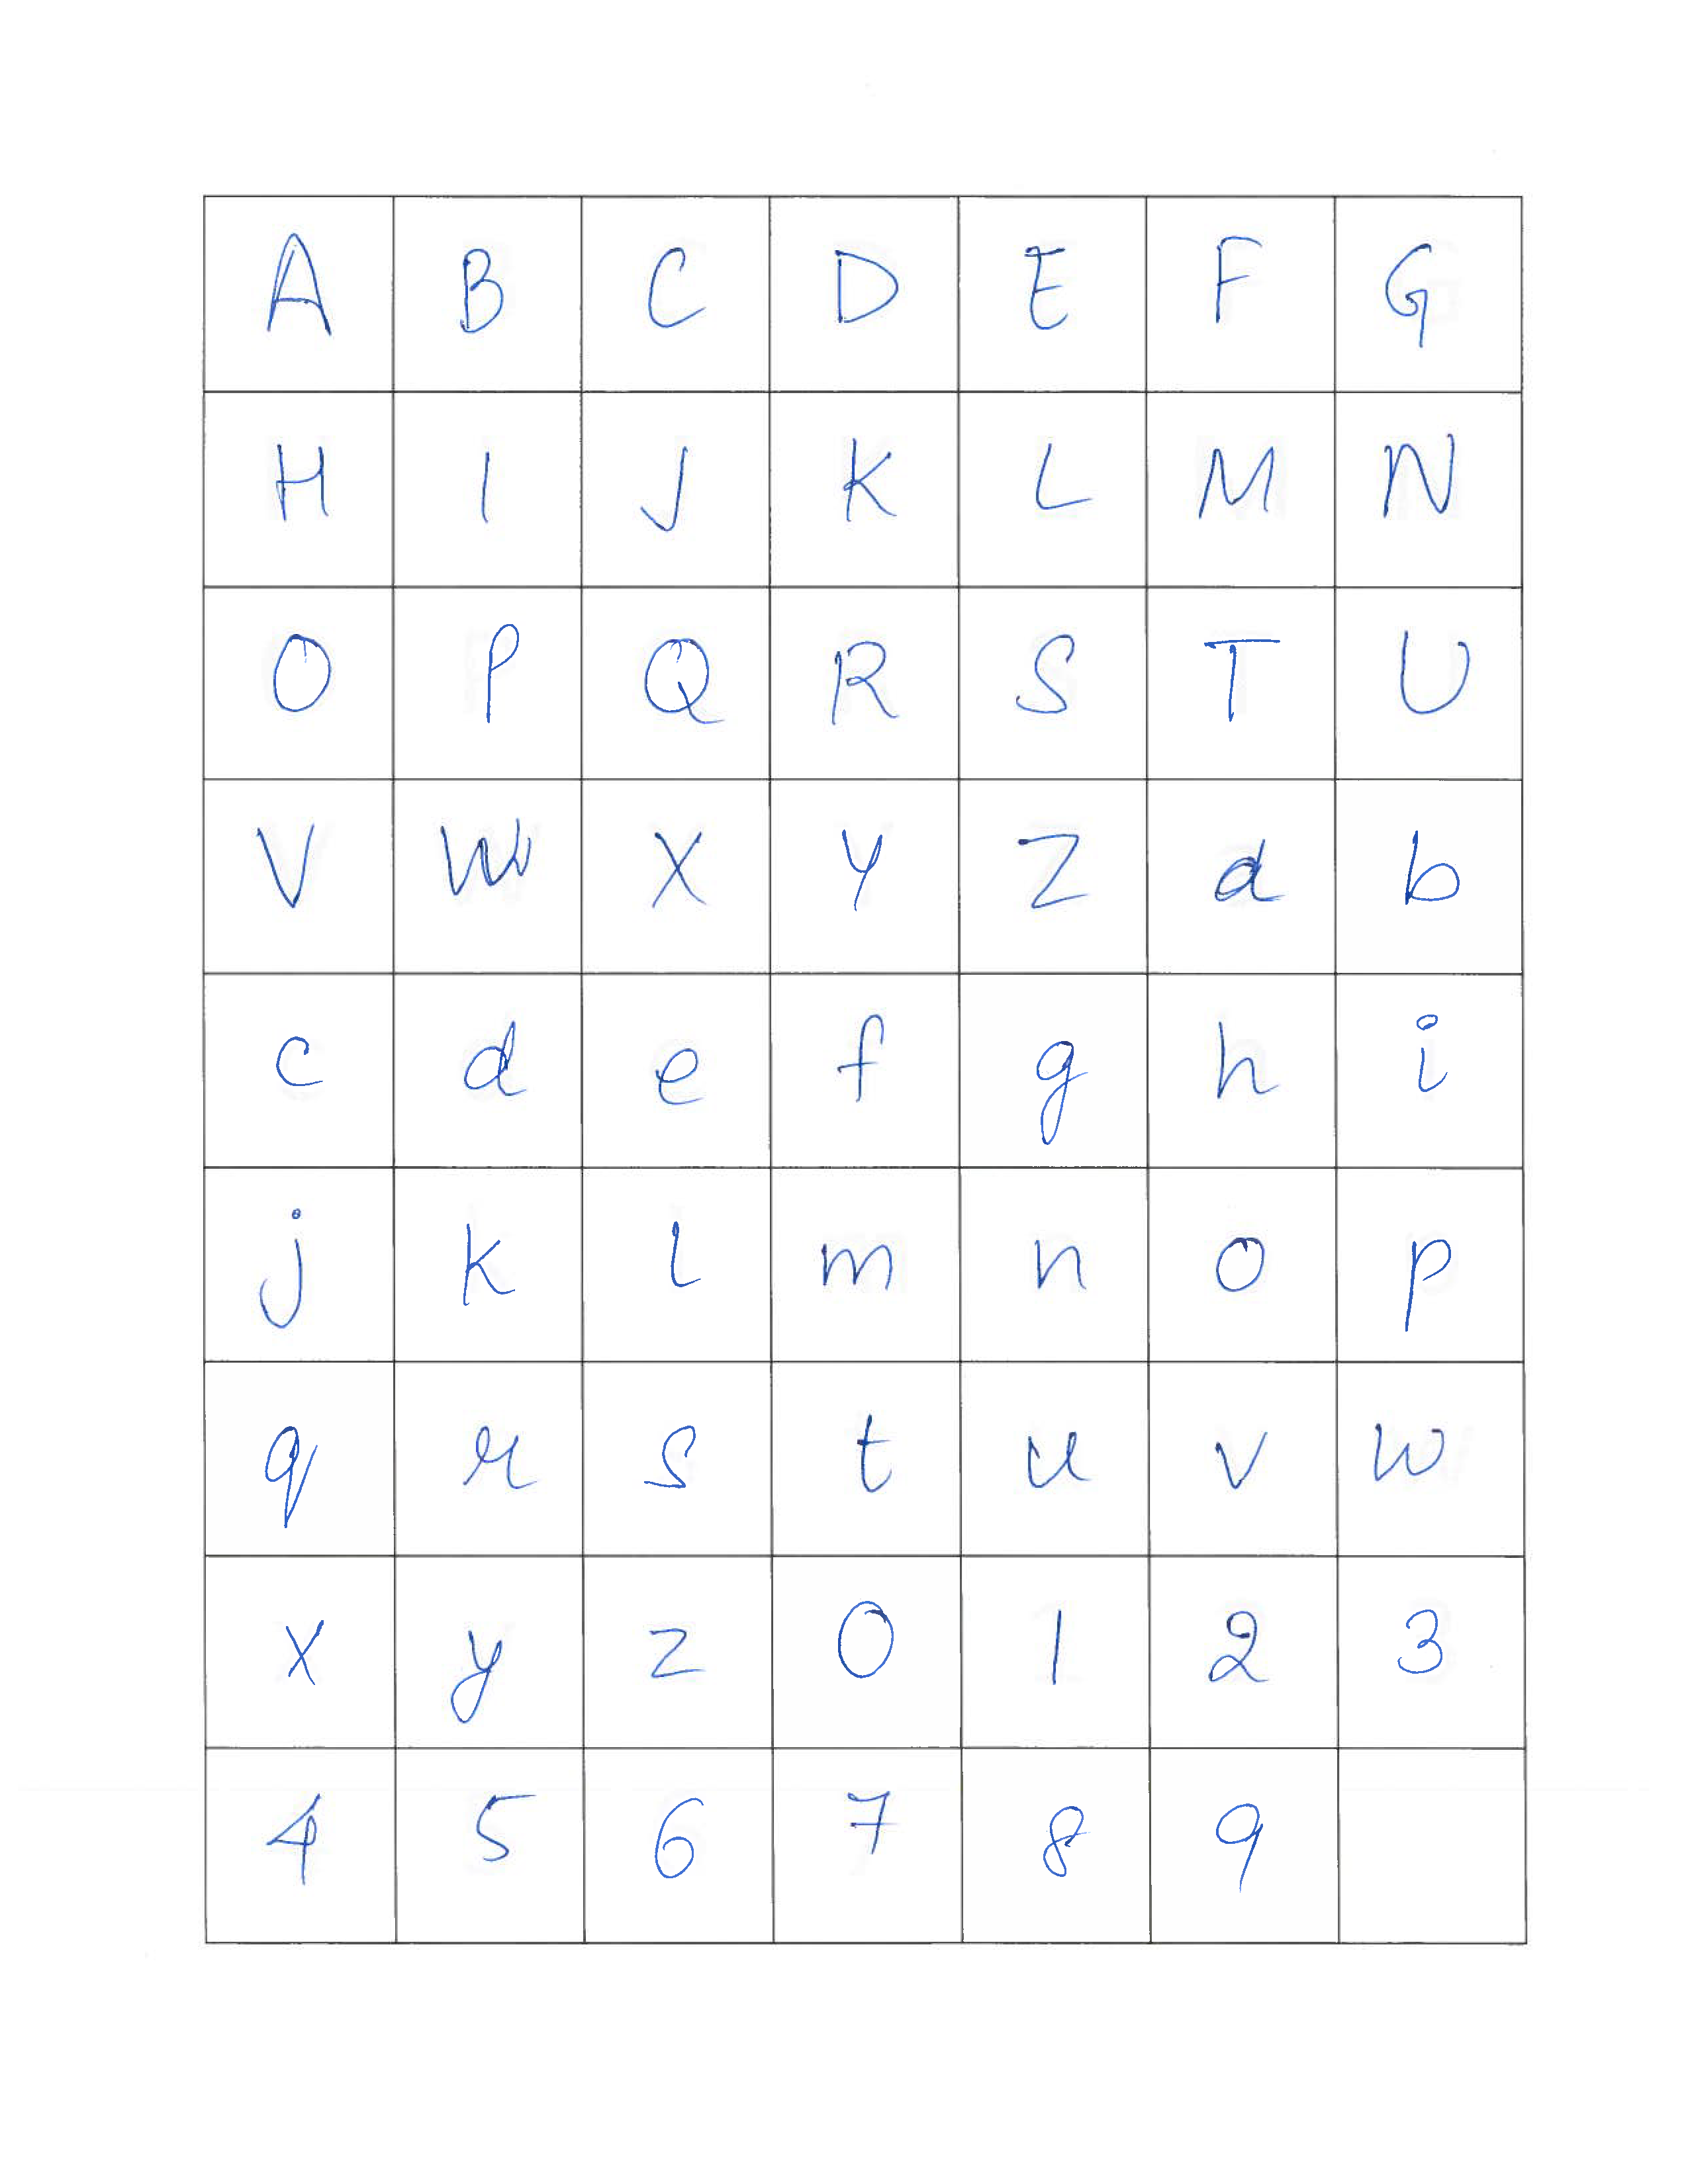 A B C D E F G
H I J K L M N
O P Q R S T U
V W X Y Z a b
c d e f g h i
j k l m n o p
q r s t u v w
x y z 0 1 2 3
4 5 6 7 8 9